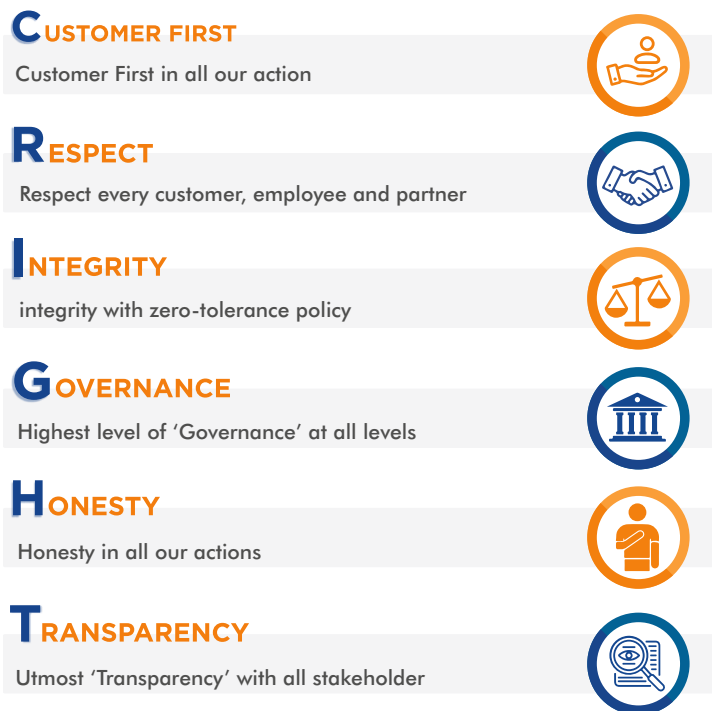 CUSTOMER FIRST
Customer First in all our action
RESPECT
Respect every customer, employee and partner
INTEGRITY
integrity with zero-tolerance policy
GOVERNANCE
Highest level of ‘Governance’ at all levels
HONESTY
Honesty in all our actions
TRANSPARENCY
Utmost ‘Transparency’ with all stakeholder